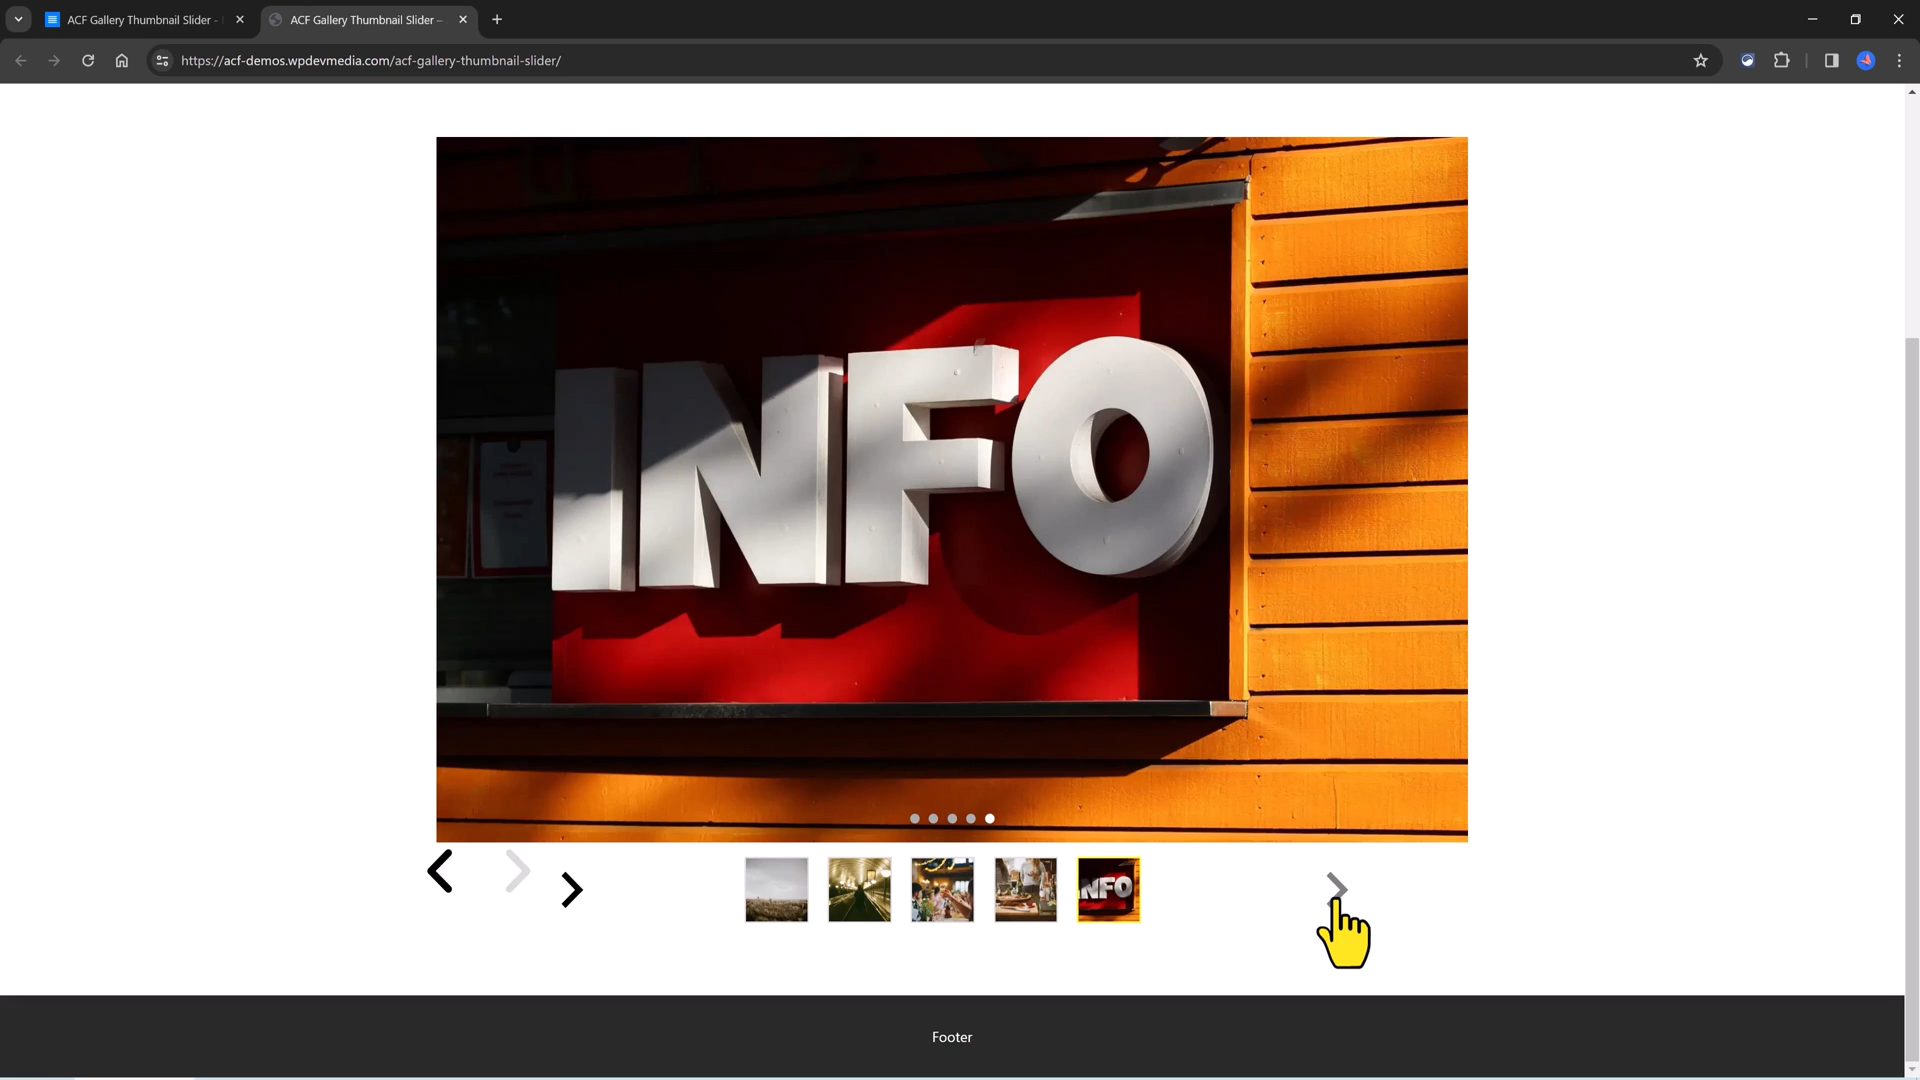 ACF Gallery Thumbnail Slider -
ACF Gallery Thumbnail Slider –
https://acf-demos.wpdevmedia.com/acf-gallery-thumbnail-slider/
INFO
INFO
Footer